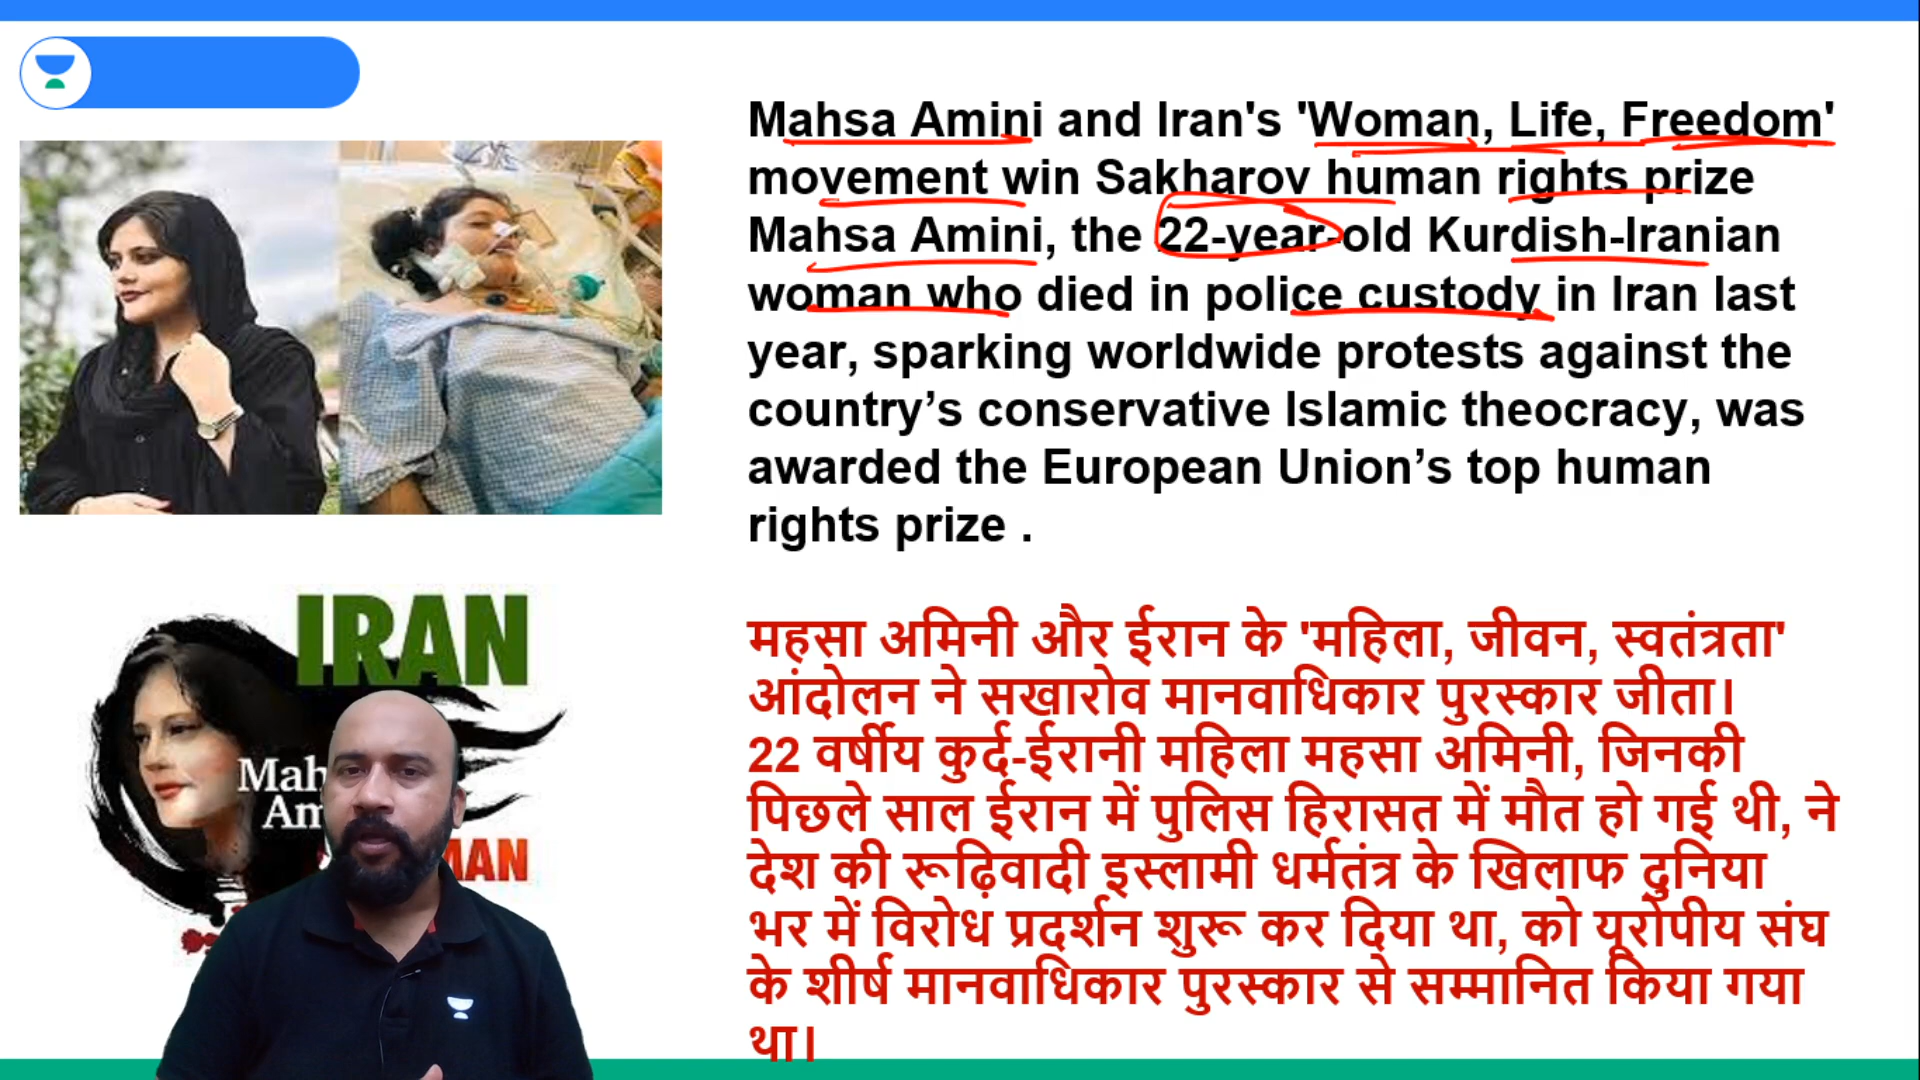 Mahsa Amini and Iran's 'Woman, Life, Freedom'
movement win Sakharov human rights prize
Mahsa Amini, the 22-year-old Kurdish-Iranian
woman who died in police custody in Iran last
year, sparking worldwide protests against the
country’s conservative Islamic theocracy, was
awarded the European Union’s top human
rights prize .
महसा अमिनी और ईरान के 'महिला, जीवन, स्वतंत्रता'
आंदोलन ने सखारोव मानवाधिकार पुरस्कार जीता।
22 वर्षीय कुर्द-ईरानी महिला महसा अमिनी, जिनकी
पिछले साल ईरान में पुलिस हिरासत में मौत हो गई थी, ने
देश की रूढ़िवादी इस्लामी धर्मतंत्र के खिलाफ दुनिया
भर में विरोध प्रदर्शन शुरू कर दिया था, को यूरोपीय संघ
के शीर्ष मानवाधिकार पुरस्कार से सम्मानित किया गया
था।
IRAN